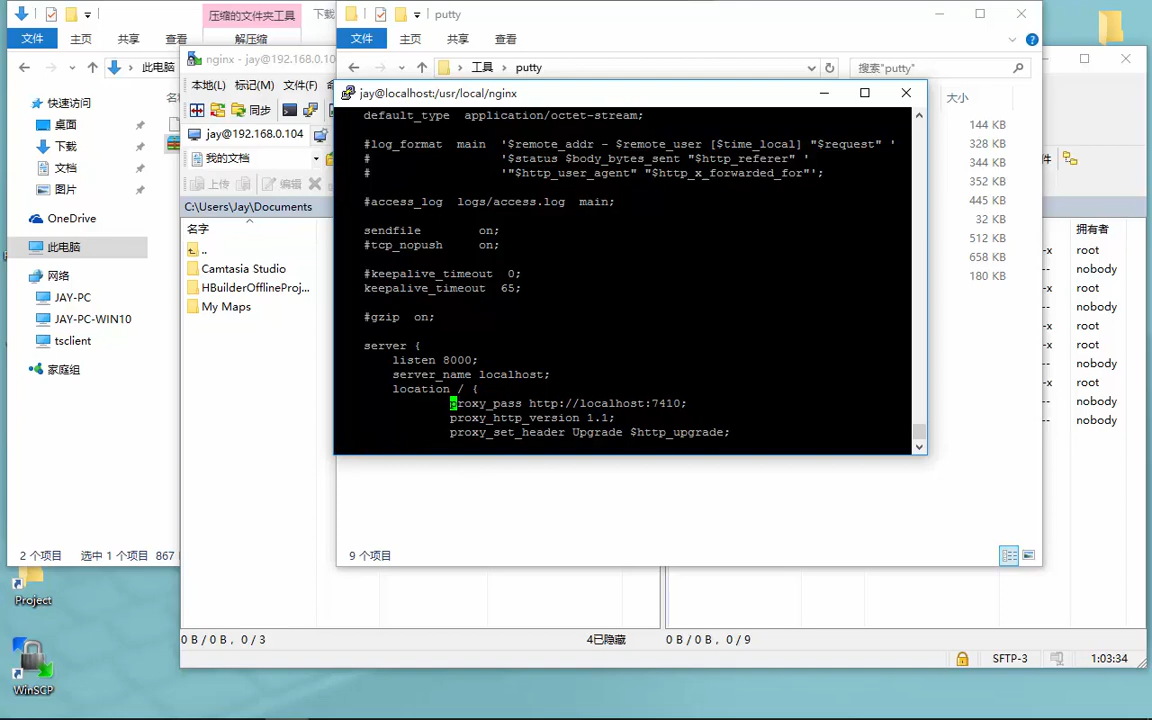 压缩的文件夹工具
下载
putty
文件
主页
共享
查看
解压缩
文件
主页
共享
查看
此电脑
nginx - jay@192.168.0.10
工具
putty
搜索"putty"
本地(L)
标记(M)
文件(F)
同步
jay@192.168.0.104
我的文档
上传
编辑
C:\Users\Jay\Documents
名字
..
Camtasia Studio
HBuilderOfflineProj...
My Maps
快速访问
桌面
下载
文档
图片
OneDrive
此电脑
网络
JAY-PC
JAY-PC-WIN10
tsclient
家庭组
2 个项目
选中 1 个项目 867
jay@localhost:/usr/local/nginx
default_type  application/octet-stream;
#log_format  main  '$remote_addr - $remote_user [$time_local] "$request" '
#                  '$status $body_bytes_sent "$http_referer" '
#                  '"$http_user_agent" "$http_x_forwarded_for"';
#access_log  logs/access.log  main;
sendfile        on;
#tcp_nopush     on;
#keepalive_timeout  0;
keepalive_timeout  65;
#gzip  on;
server {
listen 8000;
server_name localhost;
location / {
proxy_pass http://localhost:7410;
proxy_http_version 1.1;
proxy_set_header Upgrade $http_upgrade;
大小
144 KB
328 KB
344 KB
352 KB
445 KB
32 KB
512 KB
658 KB
180 KB
件
拥有者
-x root
-- nobody
-x root
-- nobody
-x root
-x root
-- nobody
-x root
-- nobody
-- nobody
9 个项目
0 B / 0 B，0 / 3
4已隐藏
0 B / 0 B，0 / 9
SFTP-3
1:03:34
Project
WinSCP